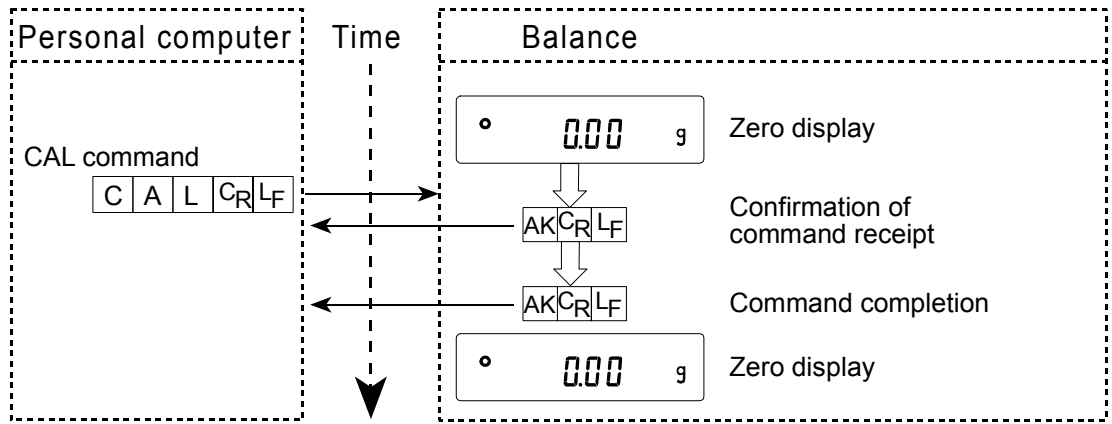 Personal computer Time Balance
0.00 g Zero display
CAL command
C A L CR LF
AK CR LF Confirmation of
command receipt
AK CR LF Command completion
0.00 g Zero display